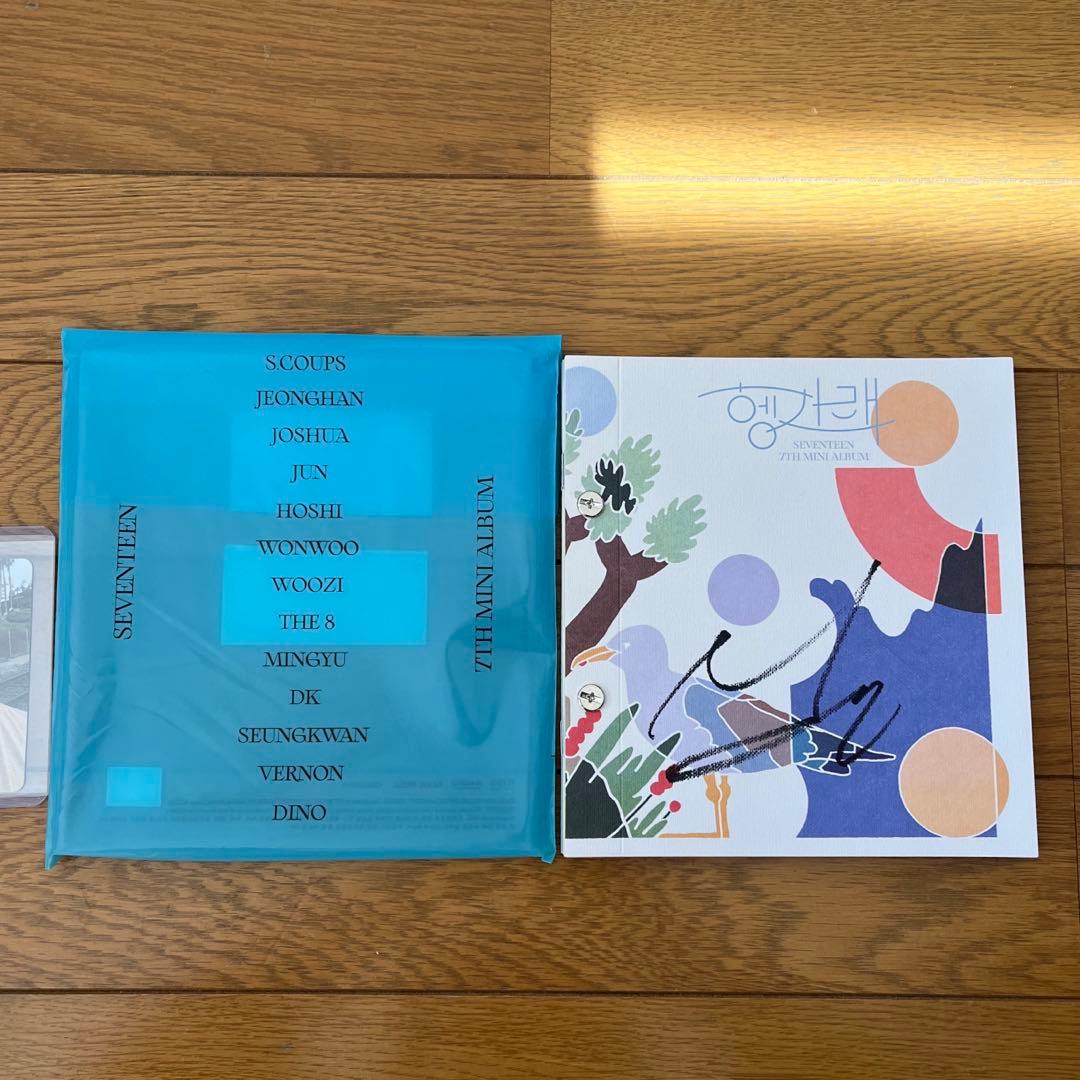 S.COUPS
JEONGHAN
JOSHUA
JUN
HOSHI
WONWOO
WOOZI
THE 8
MINGYU
DK
SEUNGKWAN
VERNON
DINO
SEVENTEEN
7TH MINI ALBUM
헹가래
SEVENTEEN
7TH MINI ALBUM